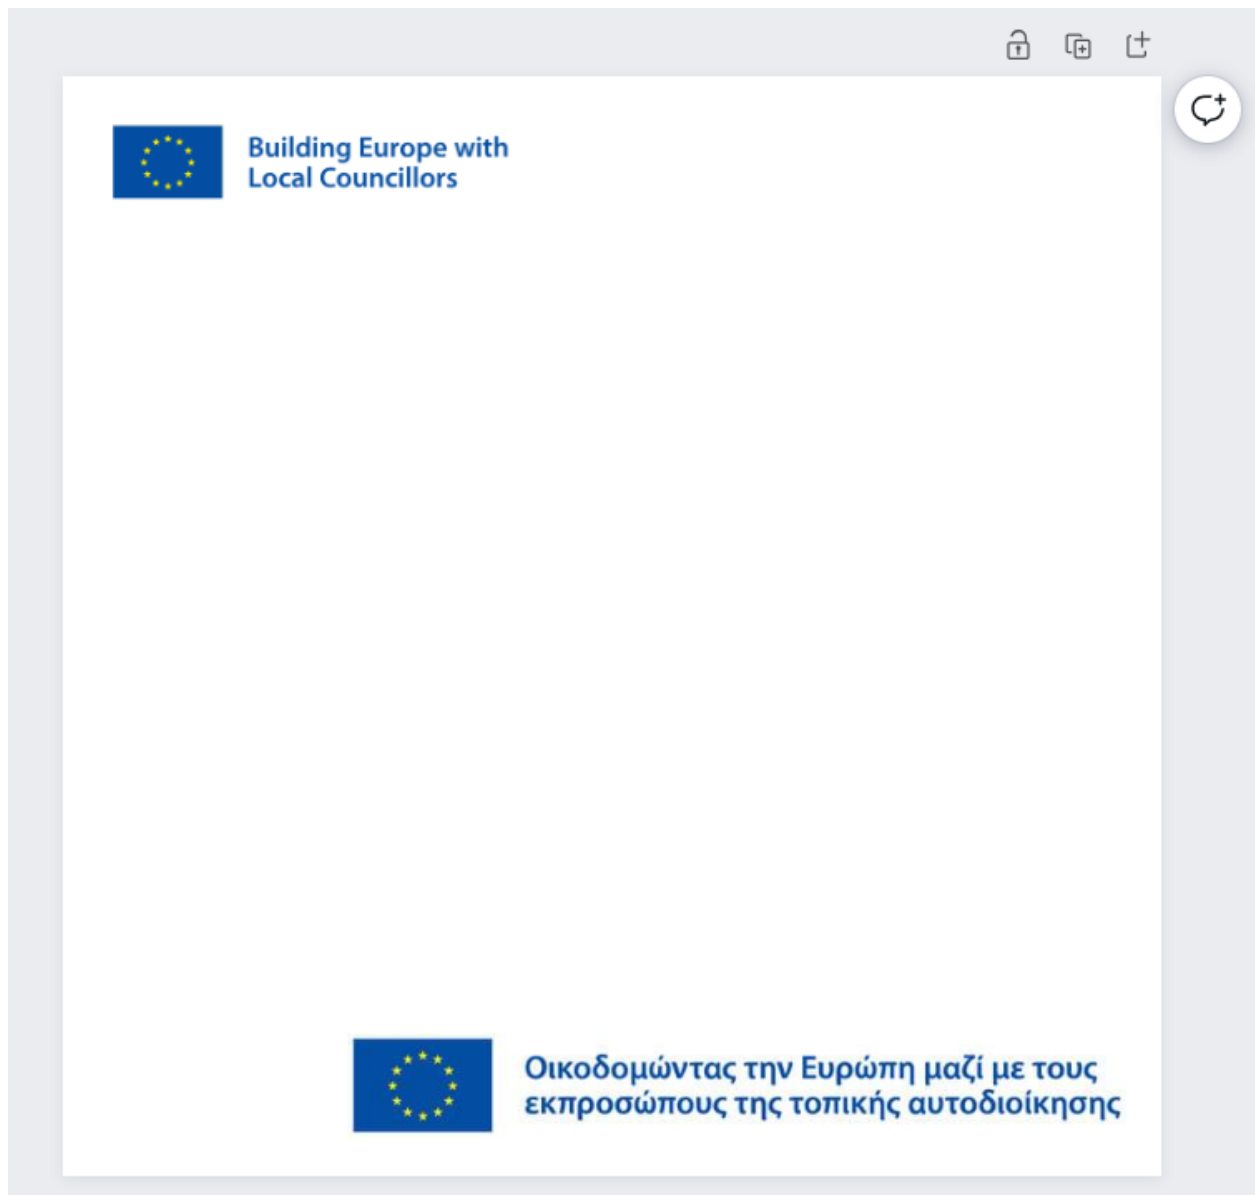 Building Europe with
Local Councillors
Οικοδομώντας την Ευρώπη μαζί με τους
εκπροσώπους της τοπικής αυτοδιοίκησης